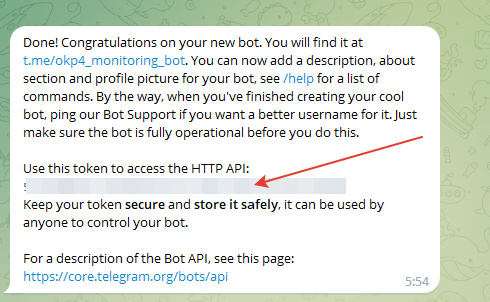 Done! Congratulations on your new bot. You will find it at
t.me/okp4_monitoring_bot. You can now add a description, about
section and profile picture for your bot, see /help for a list of
commands. By the way, when you've finished creating your cool
bot, ping our Bot Support if you want a better username for it. Just
make sure the bot is fully operational before you do this.
Use this token to access the HTTP API:
Keep your token secure and store it safely, it can be used by
anyone to control your bot.
For a description of the Bot API, see this page:
https://core.telegram.org/bots/api
5:54